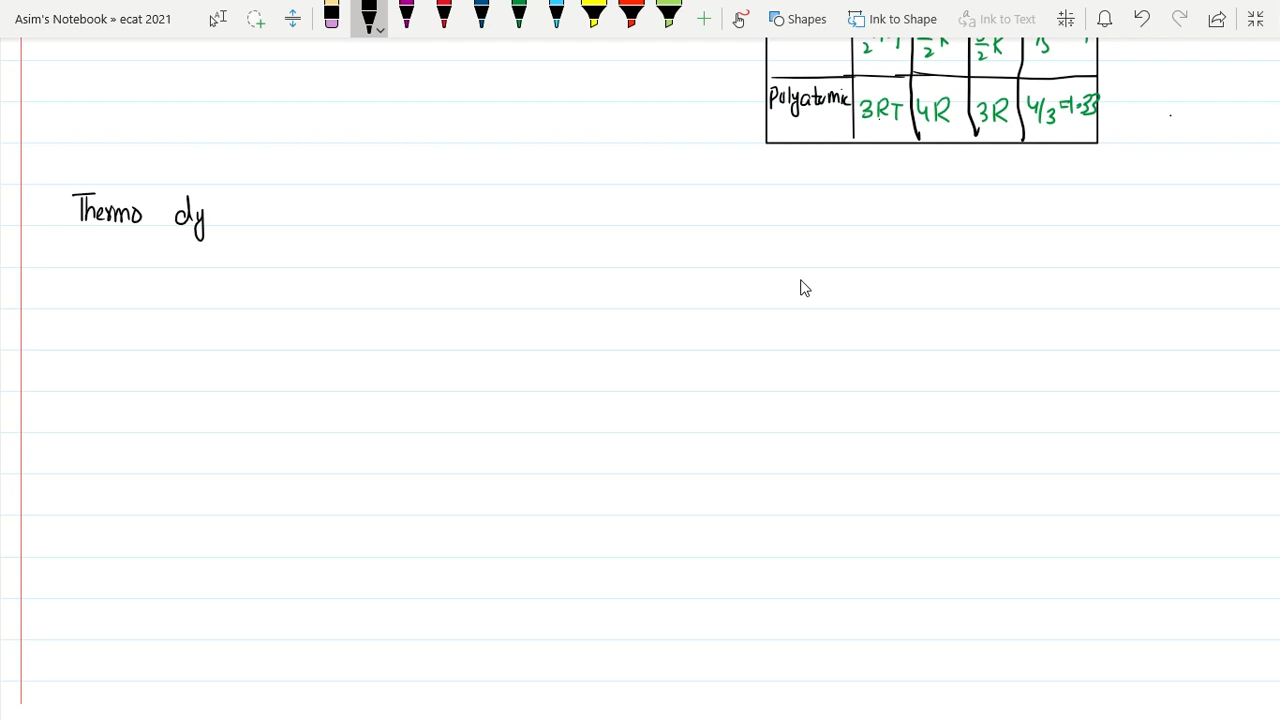 Asim's Notebook » ecat 2021
Shapes
Ink to Shape
Ink to Text
Polyatomic 3RT 4R 3R 4/3=1.33
Thermo dy